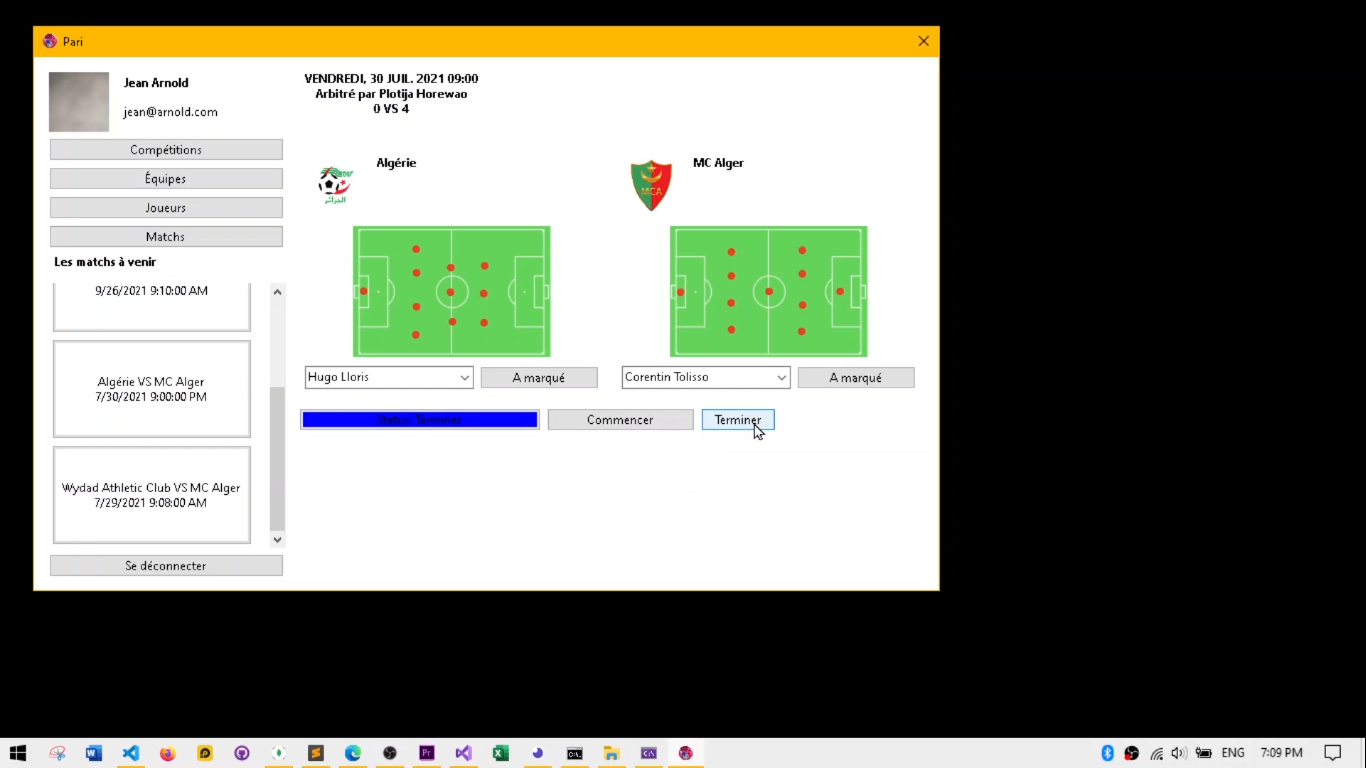 Pari
Jean Arnold
jean@arnold.com
Compétitions
Équipes
Joueurs
Matchs
Les matchs à venir
9/26/2021 9:10:00 AM
Algérie VS MC Alger
7/30/2021 9:00:00 PM
Wydad Athletic Club VS MC Alger
7/29/2021 9:08:00 AM
Se déconnecter
VENDREDI, 30 JUIL. 2021 09:00
Arbitré par Plotija Horewao
0 VS 4
Algérie
MC Alger
MCA
الجزائر
Hugo Lloris
A marqué
Corentin Tolisso
A marqué
Status: Terminer
Commencer
Terminer
ENG
7:09 PM